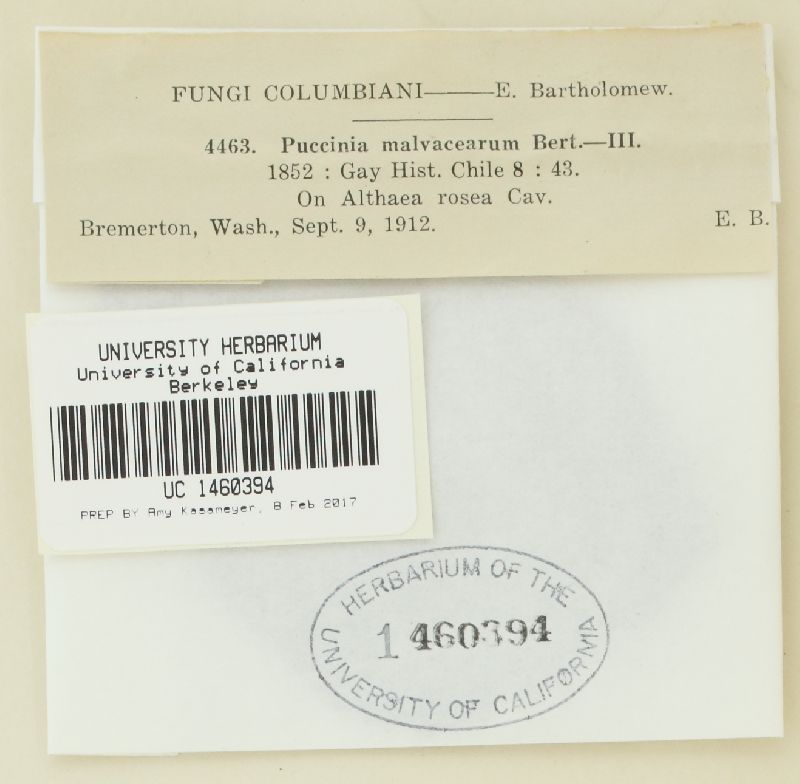 FUNGI COLUMBIANI———E. Bartholomew.
4463. Puccinia malvacearum Bert.—III.
1852 : Gay Hist. Chile 8 : 43.
On Althaea rosea Cav.
Bremerton, Wash., Sept. 9, 1912. E. B.
UNIVERSITY HERBARIUM
University of California
Berkeley
UC 1460394
PREP BY Amy Kasameyer, 8 Feb 2017
HERBARIUM OF THE
1460394
UNIVERSITY OF CALIFORNIA